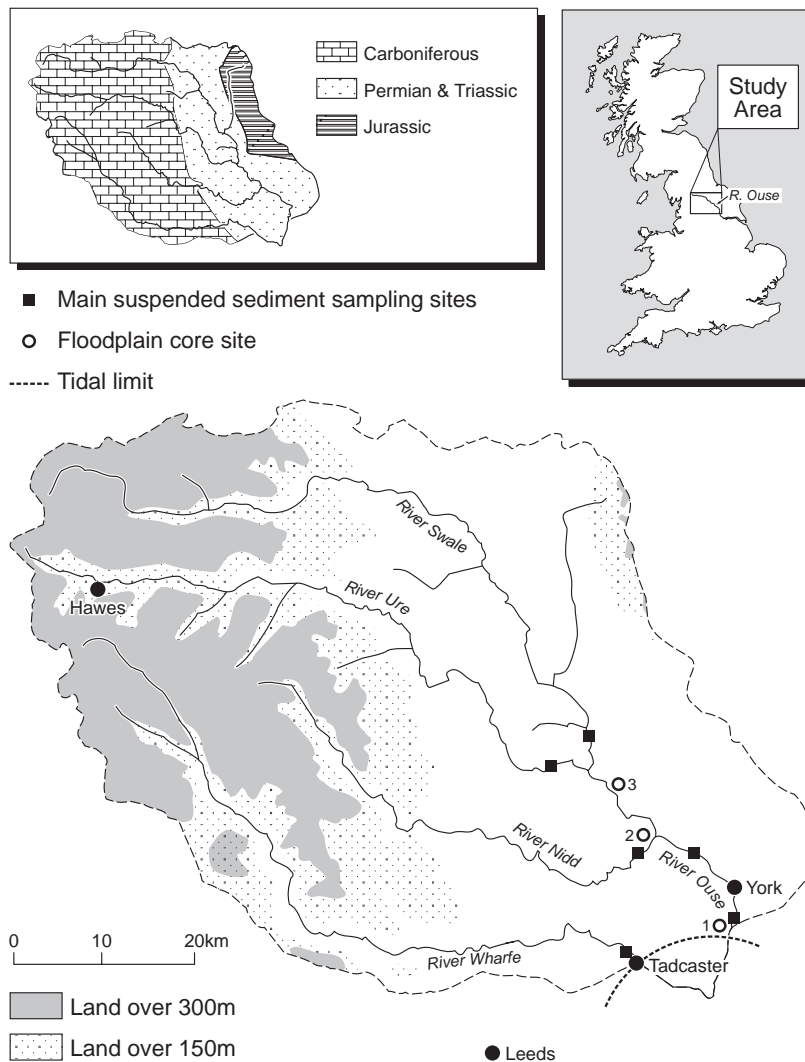 Carboniferous
Permian & Triassic
Jurassic
Study
Area
R. Ouse
Main suspended sediment sampling sites
Floodplain core site
Tidal limit
River Swale
River Ure
Hawes
3
2
River Nidd
River Ouse
York
1
0 10 20km
River Wharfe
Tadcaster
Land over 300m
Land over 150m
Leeds